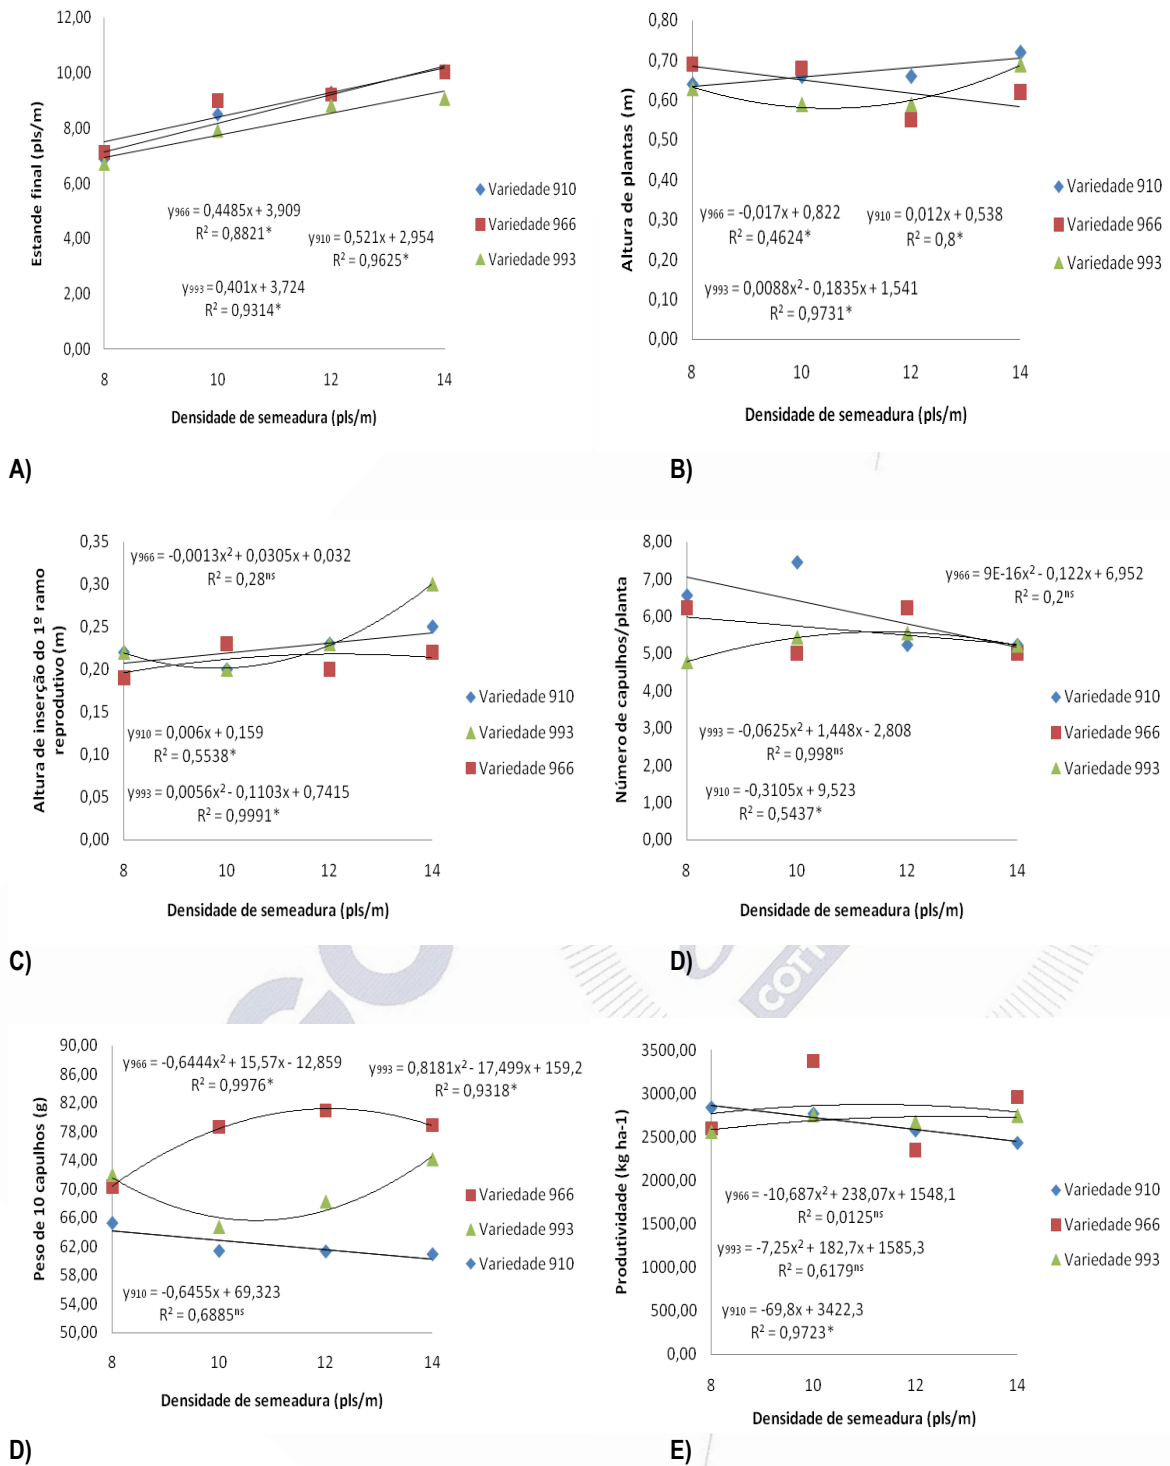 12,00
10,00
8,00
6,00
4,00
2,00
0,00
Estande final (pls/m)
y966 = 0,4485x + 3,909
R² = 0,8821*
y910 = 0,521x + 2,954
R² = 0,9625*
y993 = 0,401x + 3,724
R² = 0,9314*
Variedade 910
Variedade 966
Variedade 993
8 10 12 14
Densidade de semeadura (pls/m)
A)
0,80
0,70
0,60
0,50
0,40
0,30
0,20
0,10
0,00
Altura de plantas (m)
y966 = -0,017x + 0,822
R² = 0,4624*
y910 = 0,012x + 0,538
R² = 0,8*
y993 = 0,0088x² - 0,1835x + 1,541
R² = 0,9731*
Variedade 910
Variedade 966
Variedade 993
8 10 12 14
Densidade de semeadura (pls/m)
B)
0,35
0,30
0,25
0,20
0,15
0,10
0,05
0,00
Altura de inserção do 1º ramo
reprodutivo (m)
y966 = -0,0013x² + 0,0305x + 0,032
R² = 0,28ns
y910 = 0,006x + 0,159
R² = 0,5538*
y993 = 0,0056x² - 0,1103x + 0,7415
R² = 0,9991*
Variedade 910
Variedade 993
Variedade 966
8 10 12 14
Densidade de semeadura (pls/m)
C)
8,00
7,00
6,00
5,00
4,00
3,00
2,00
1,00
0,00
Número de capulhos/planta
y966 = 9E-16x² - 0,122x + 6,952
R² = 0,2ns
y993 = -0,0625x² + 1,448x - 2,808
R² = 0,998ns
y910 = -0,3105x + 9,523
R² = 0,5437*
Variedade 910
Variedade 966
Variedade 993
8 10 12 14
Densidade de semeadura (pls/m)
D)
COTT
90,00
86,00
82,00
78,00
74,00
70,00
66,00
62,00
58,00
54,00
50,00
Peso de 10 capulhos (g)
y966 = -0,6444x² + 15,57x - 12,859
R² = 0,9976*
y993 = 0,8181x² - 17,499x + 159,2
R² = 0,9318*
y910 = -0,6455x + 69,323
R² = 0,6885ns
Variedade 966
Variedade 993
Variedade 910
8 10 12 14
Densidade de semeadura (pls/m)
D)
3500,00
3000,00
2500,00
2000,00
1500,00
1000,00
500,00
0,00
Produtividade (kg ha-1)
y966 = -10,687x² + 238,07x + 1548,1
R² = 0,0125ns
y993 = -7,25x² + 182,7x + 1585,3
R² = 0,6179ns
y910 = -69,8x + 3422,3
R² = 0,9723*
Variedade 910
Variedade 966
Variedade 993
8 10 12 14
Densidade de semeadura (pls/m)
E)